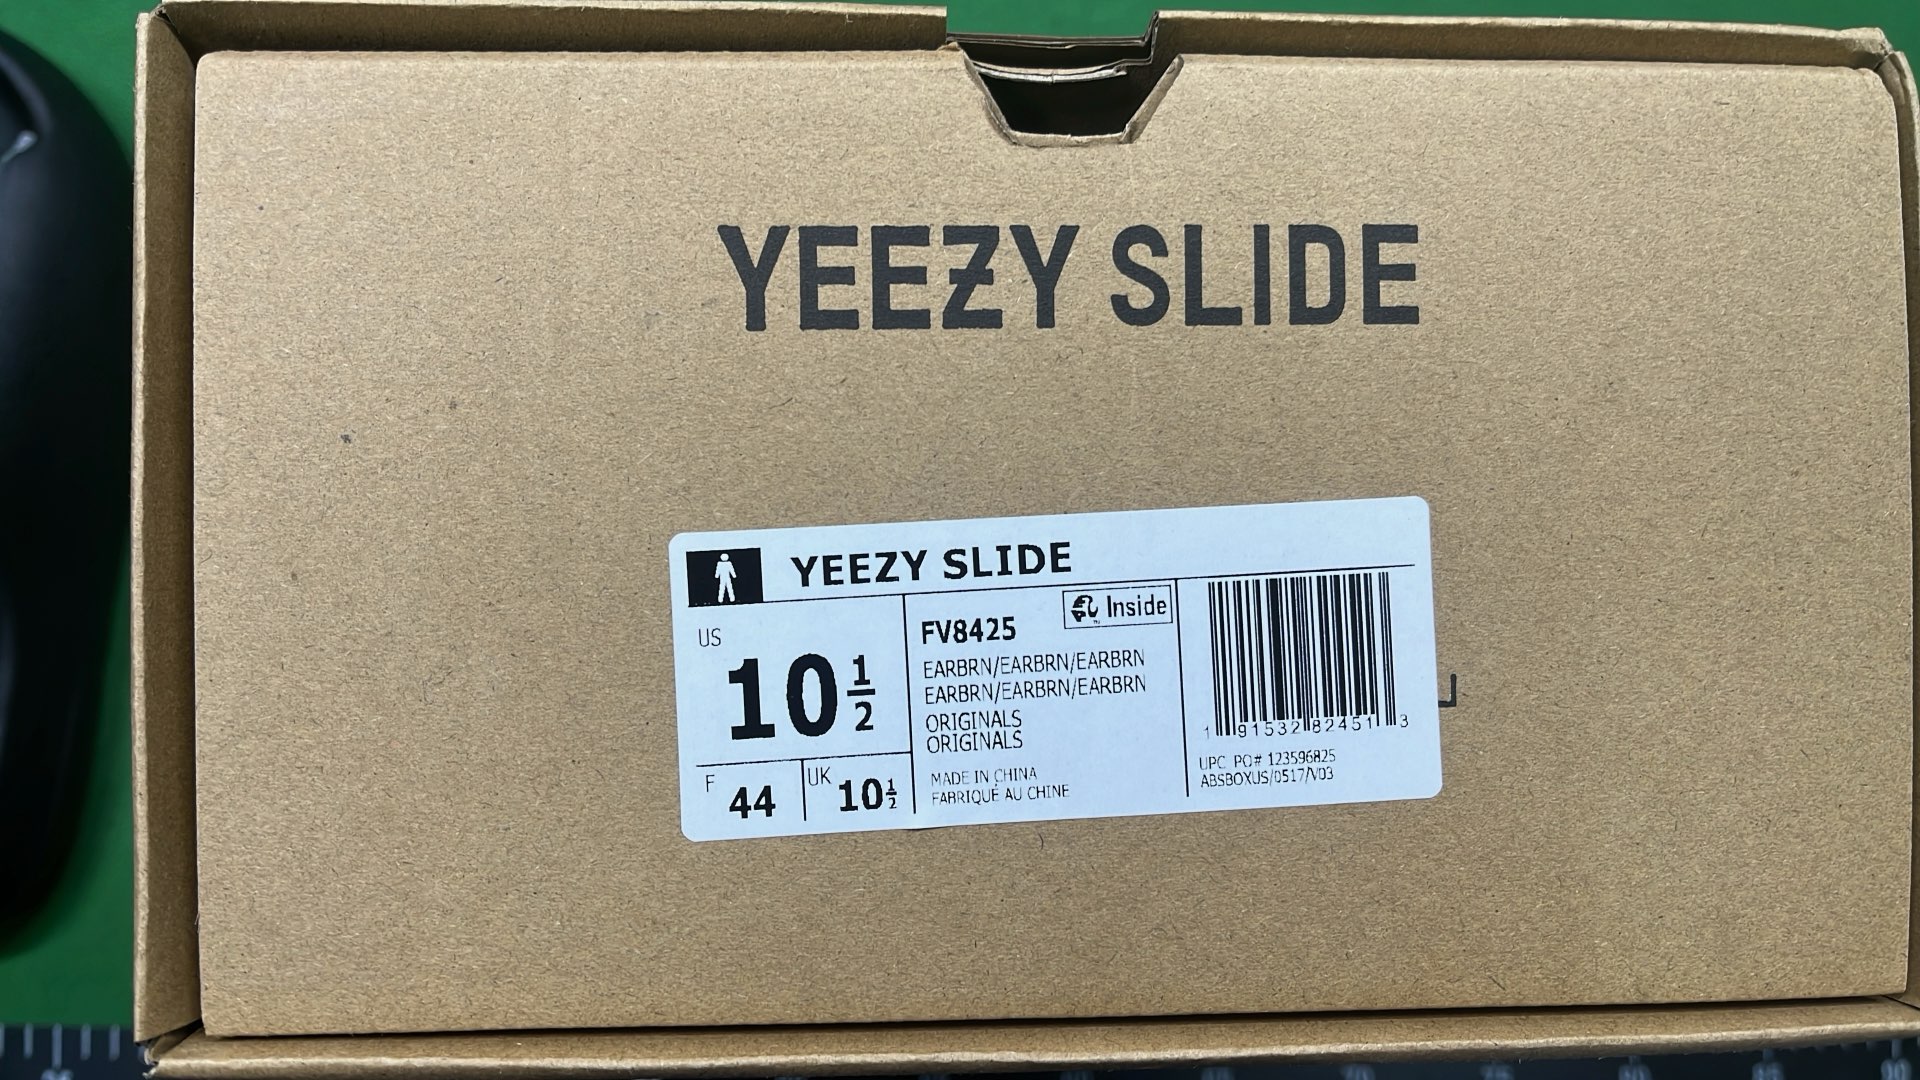 YEEZY SLIDE
YEEZY SLIDE
US
10 1/2
F 44
UK 10 1/2
FV8425
Inside
EARBRN/EARBRN/EARBRN
EARBRN/EARBRN/EARBRN
ORIGINALS
ORIGINALS
MADE IN CHINA
FABRIQUÉ AU CHINE
1 91532 82451 3
UPC PO# 123596825
ABSBOXUS/0517/V03